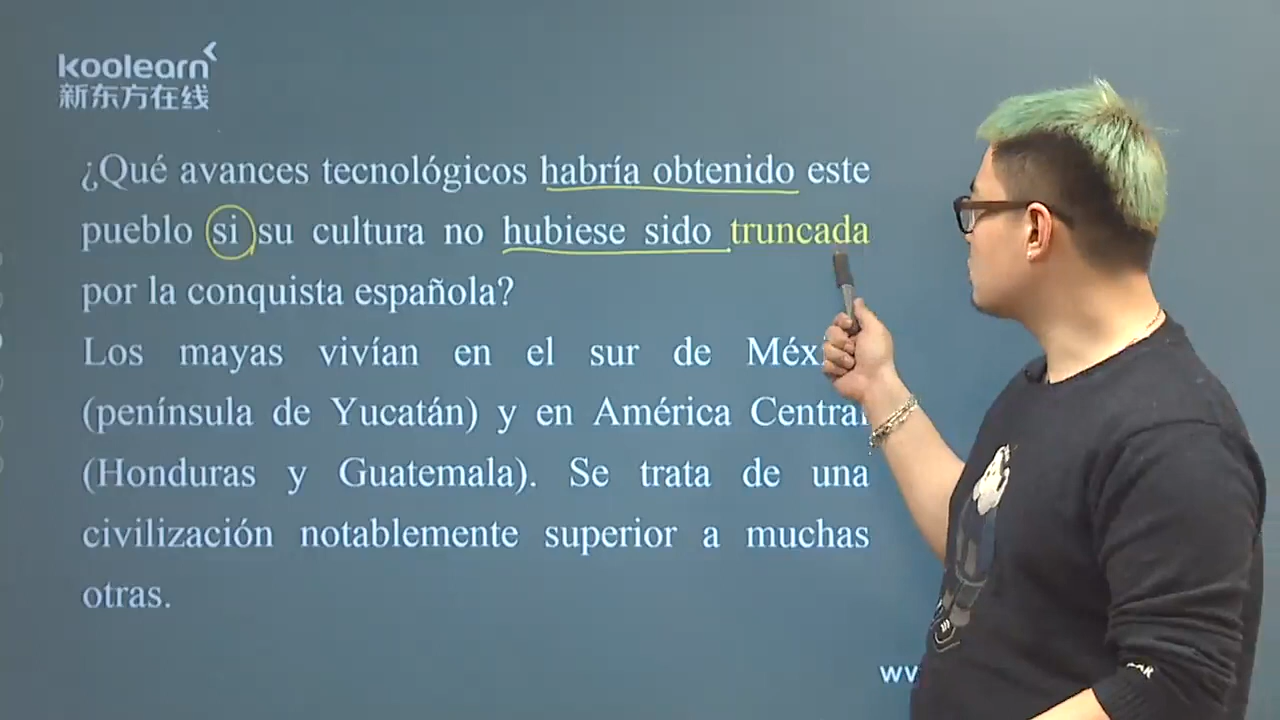 koolearn
新东方在线
¿Qué avances tecnológicos habría obtenido este
pueblo si su cultura no hubiese sido truncada
por la conquista española?
Los mayas vivían en el sur de Méxi
(península de Yucatán) y en América Central
(Honduras y Guatemala). Se trata de una
civilización notablemente superior a muchas
otras.